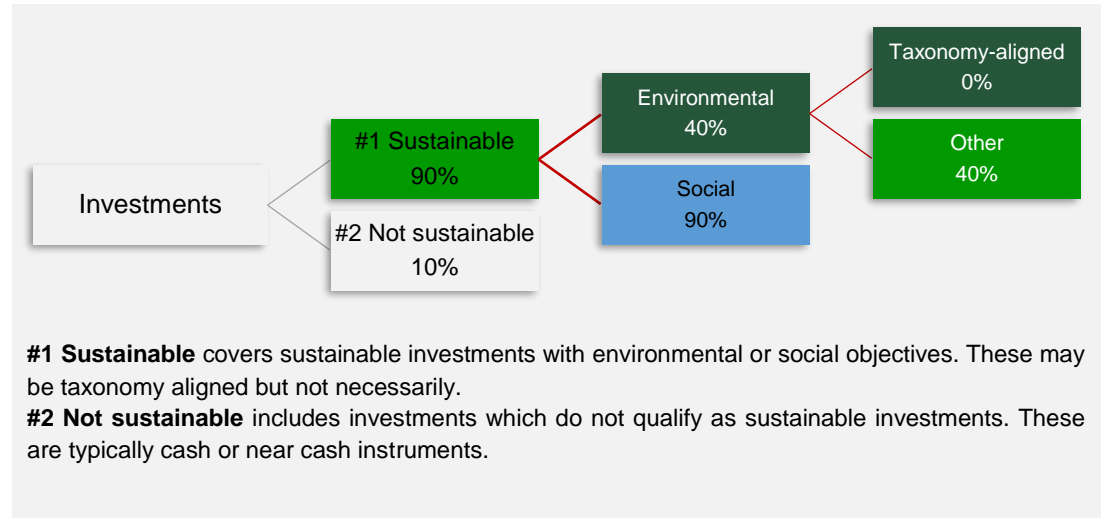 Investments
#1 Sustainable
90%
#2 Not sustainable
10%
Environmental
40%
Social
90%
Taxonomy-aligned
0%
Other
40%
#1 Sustainable covers sustainable investments with environmental or social objectives. These may
be taxonomy aligned but not necessarily.
#2 Not sustainable includes investments which do not qualify as sustainable investments. These
are typically cash or near cash instruments.